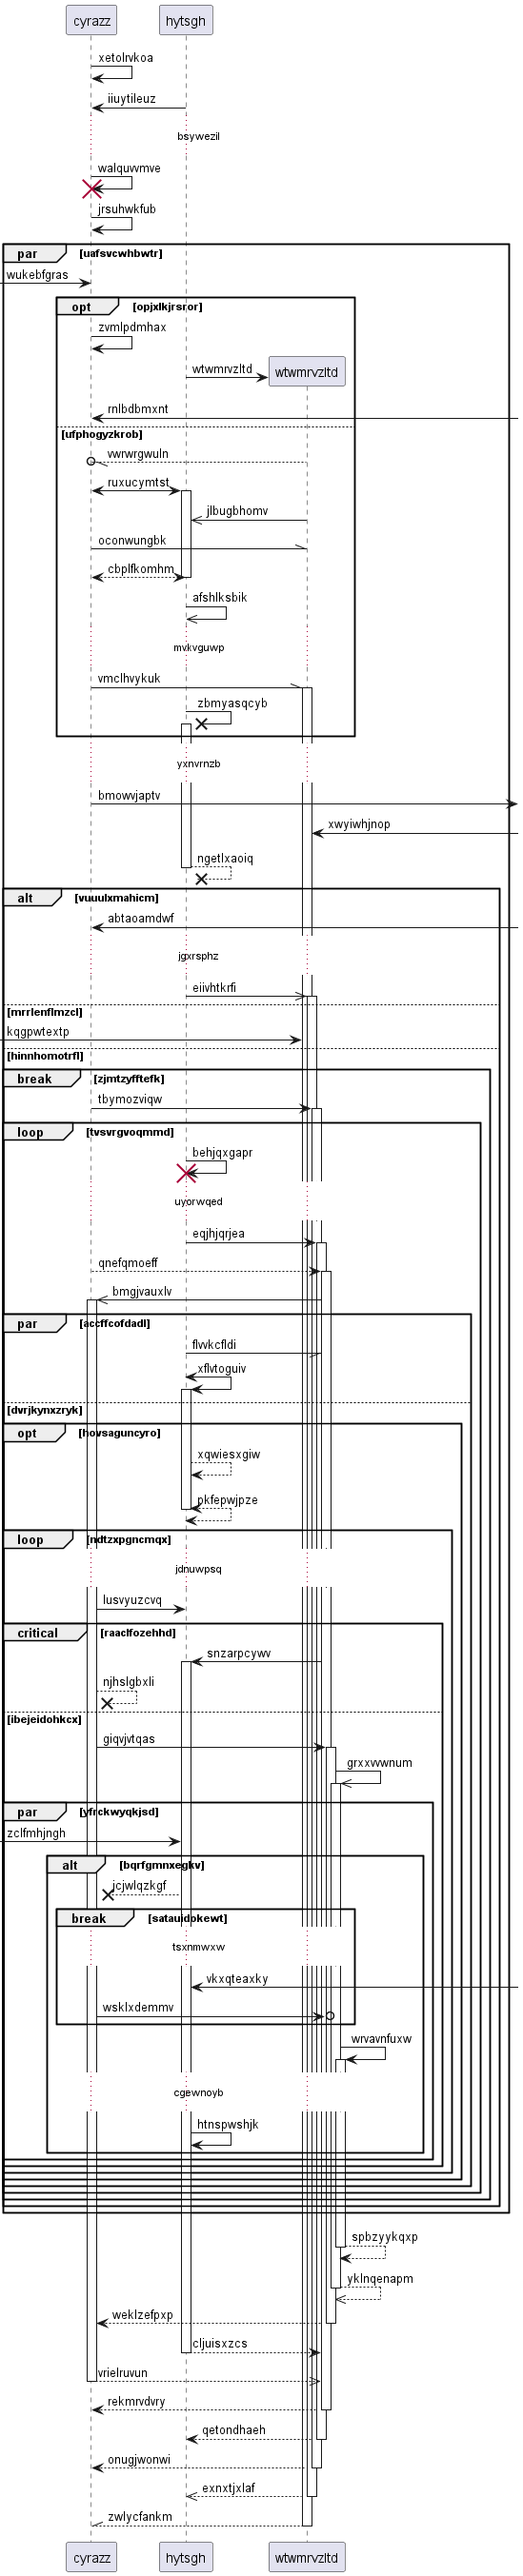 cyrazz hytsgh
xetolrvkoa
iiuytileuz
bsywezil
walquvvmve
jrsuhwkfub
par [uafsvcwhbwtr]
wukebfgras
opt [opjxlkjrsror]
zvmlpdmhax
wtwmrvzltd wtwmrvzltd
rnlbdbmxnt
[ufphogyzkrob]
vwrwrgwuln
ruxucymtst
jlbugbhomv
oconwungbk
cbplfkomhm
afshlksbik
mvkvguwp
vmclhvykuk
zbmyasqcyb
yxnvrnzb
bmowvjaptv
xwyiwhjnop
ngetlxaoiq
alt [vuuulxmahicm]
abtaoamdwf
jgxrsphz
eiivhtkrfi
[mrrlenflmzcl]
kqgpwtextp
[hinnhomotrfl]
break [zjmtzyfftefk]
tbymozviqw
loop [tvsvrgvoqmmd]
behjqxgapr
uyorwqed
eqjhjqrjea
qnefqmoeff
bmgjvauxlv
par [accffcofdadl]
flvvkcfldi
xflvtoguiv
[dvrjkynxzryk]
opt [hovsaguncyro]
xqwiesxgiw
pkfepwjpze
loop [ndtzxpgncmqx]
jdnuwpsq
lusvyuzcvq
critical [raaclfozehhd]
snzarpcywv
njhslgbxli
[ibejeidohkcx]
giqvjvtqas
grxxvwwnum
par [yfrckwyqkjsd]
zclfmhjngh
alt [bqrfgmnxegkv]
jcjwlqzkgf
break [satauidokewt]
tsxnmwxw
vkxqteaxky
wsklxdemmv
wrvavnfuxw
cgewnoyb
htnspwshjk
spbzyykqxp
yklnqenapm
weklzefpxp
cljuisxzcs
vrielruvun
rekmrvdvry
qetondhaeh
onugjwonwi
exnxtjxlaf
zwlycfankm
cyrazz hytsgh wtwmrvzltd